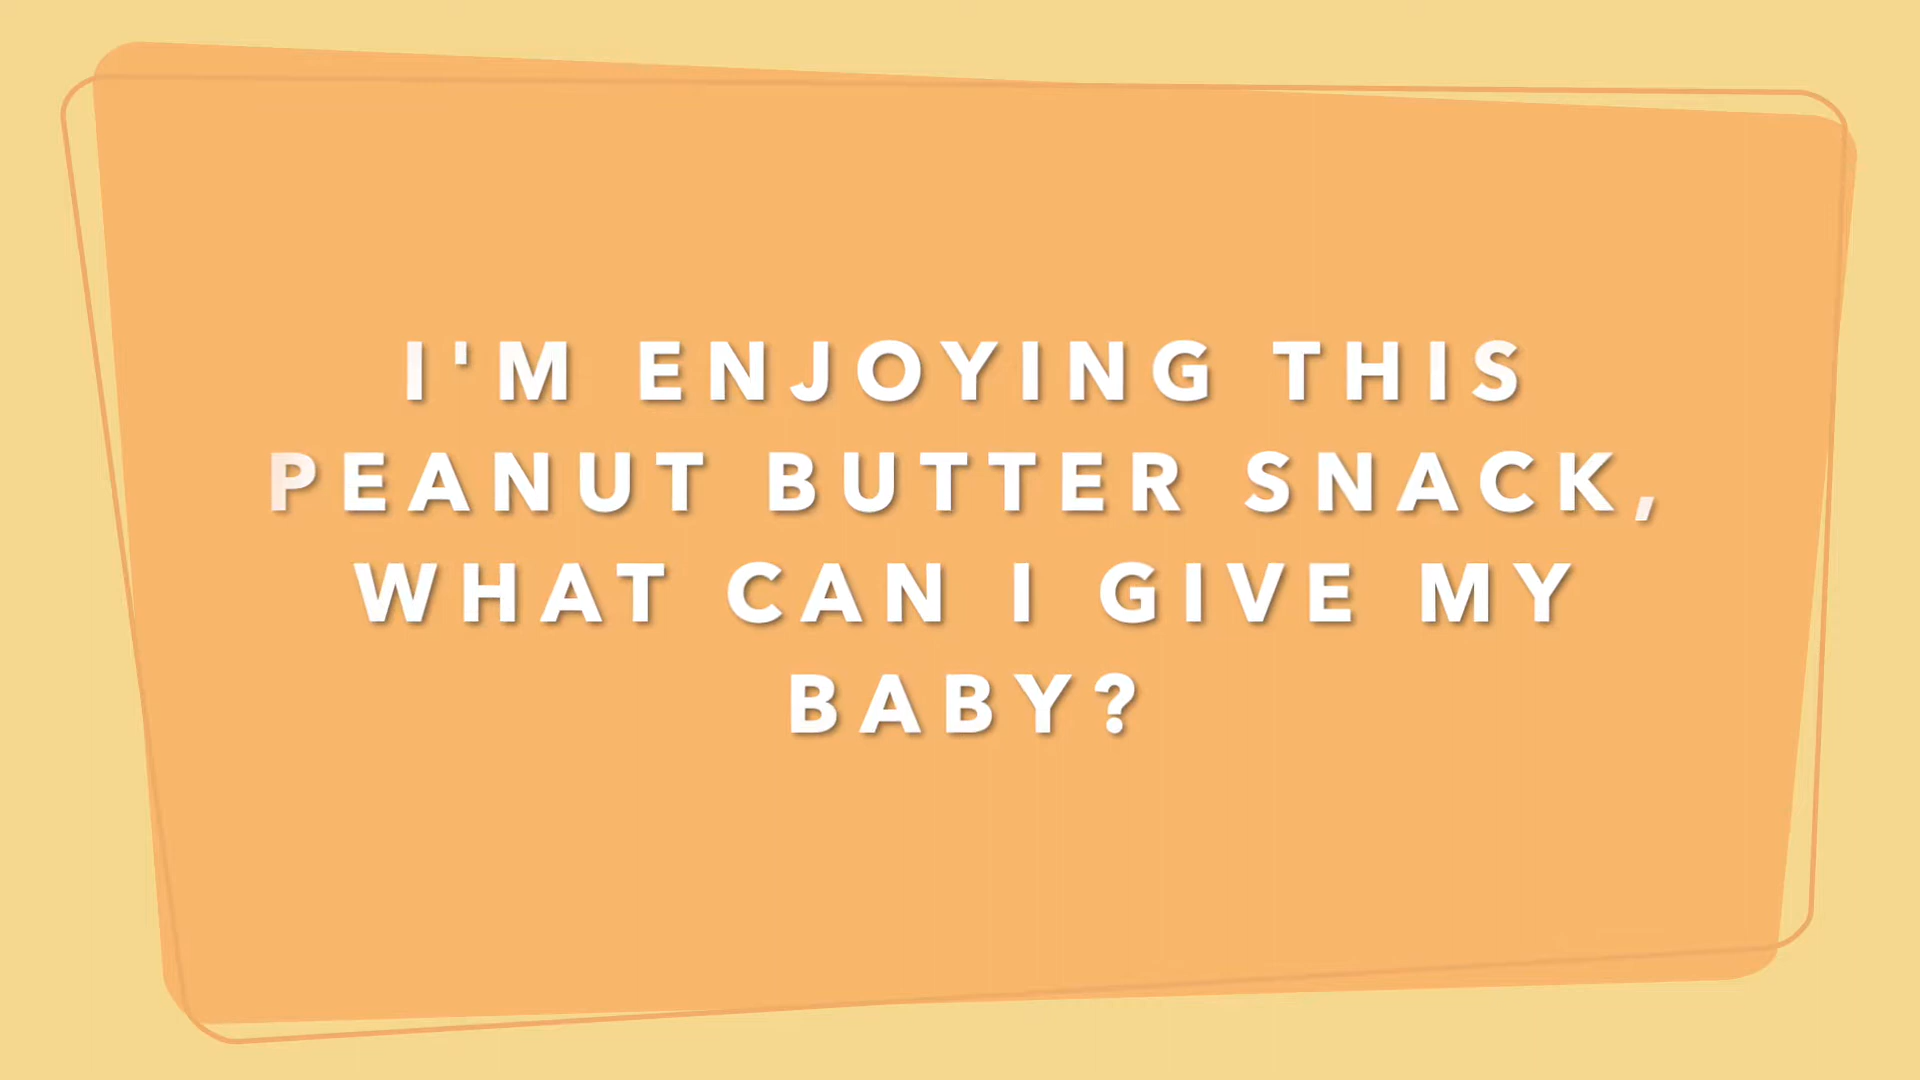 I'M ENJOYING THIS
PEANUT BUTTER SNACK,
WHAT CAN I GIVE MY
BABY?